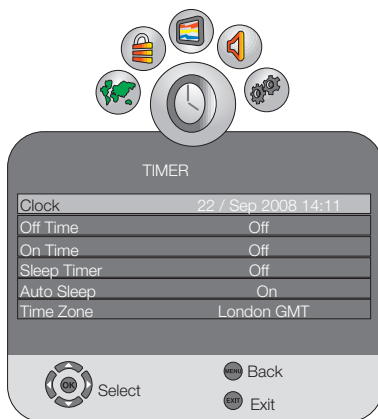 TIMER
Clock 22 / Sep 2008 14:11
Off Time Off
On Time Off
Sleep Timer Off
Auto Sleep On
Time Zone London GMT
OK Select
MENU Back
EXIT Exit